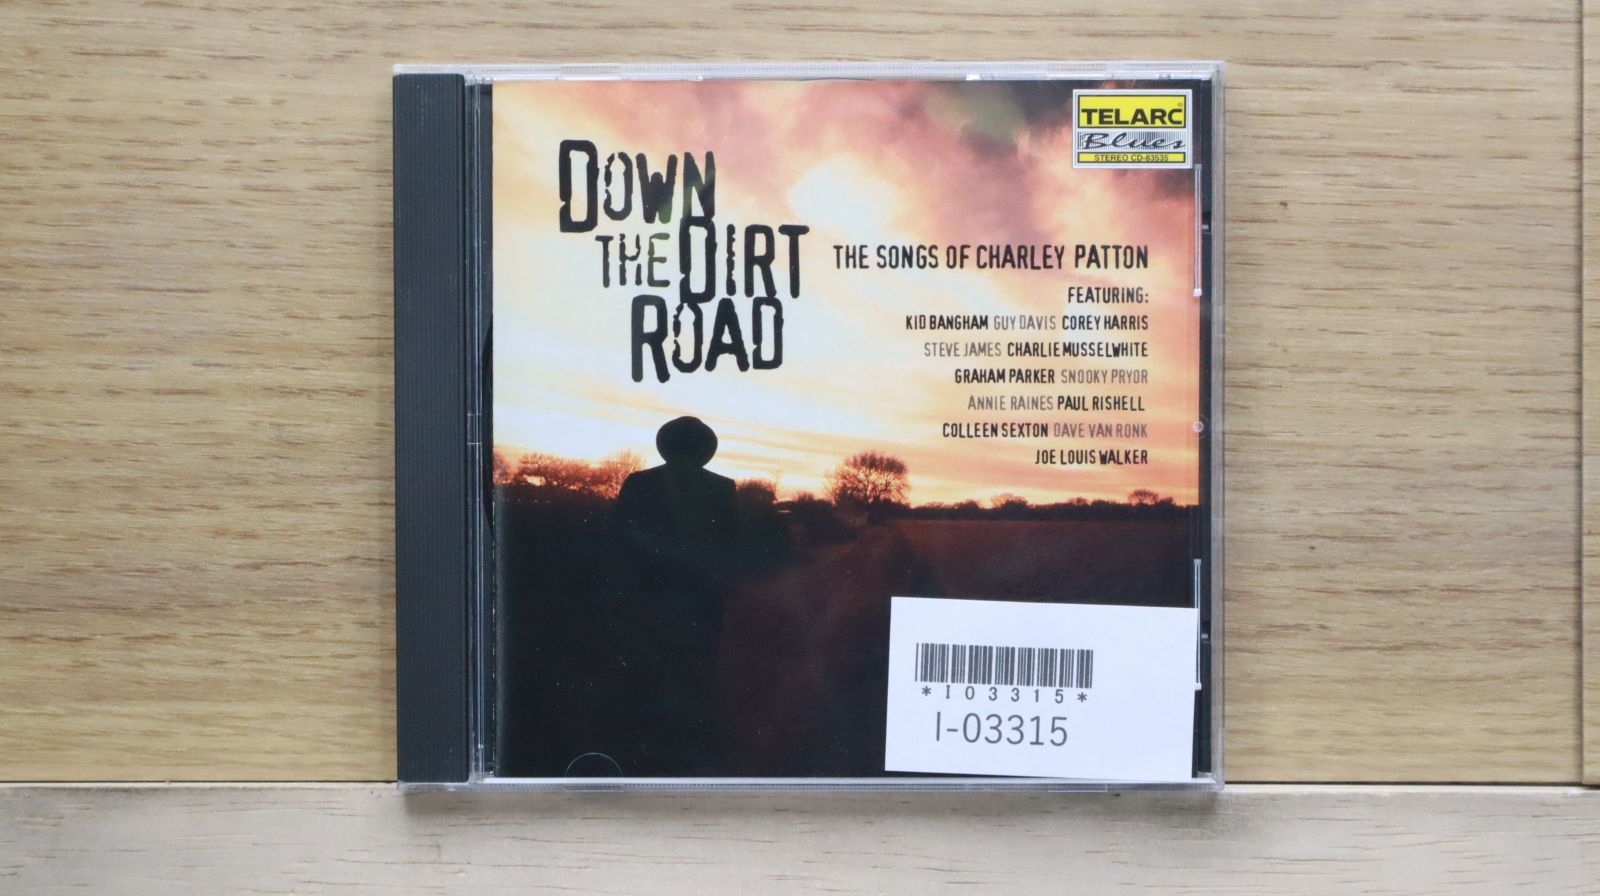 TELARC®
Blues
STEREO CD-83535
DOWN
THE DIRT
ROAD
THE SONGS OF CHARLEY PATTON
FEATURING:
KID BANGHAM GUY DAVIS COREY HARRIS
STEVE JAMES CHARLIE MUSSELWHITE
GRAHAM PARKER SNOOKY PRYOR
ANNIE RAINES PAUL RISHELL
COLLEEN SEXTON DAVE VAN RONK
JOE LOUIS WALKER
*I03315*
I-03315